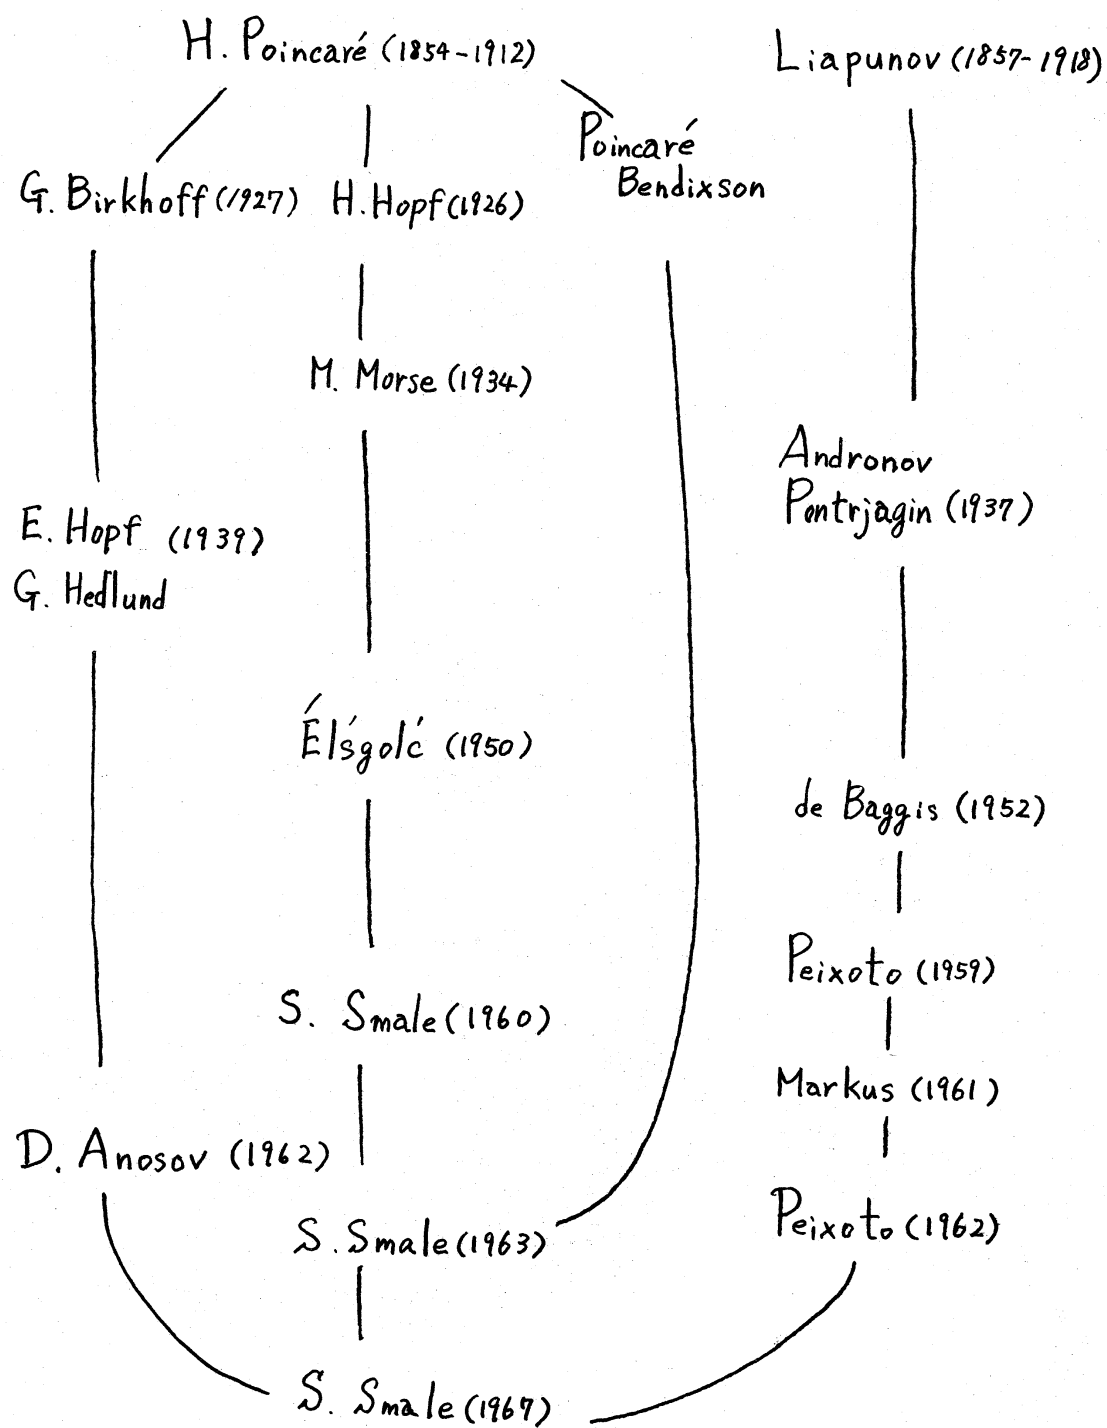 H. Poincaré (1854-1912)
Liapunov (1857-1918)
Poincaré
Bendixson
G. Birkhoff (1927)
H. Hopf (1926)
M. Morse (1934)
Andronov
Pontrjagin (1937)
E. Hopf (1939)
G. Hedlund
Éĺsgolć (1950)
de Baggis (1952)
Peixoto (1959)
S. Smale (1960)
Markus (1961)
D. Anosov (1962)
Peixoto (1962)
S. Smale (1963)
S. Smale (1967)